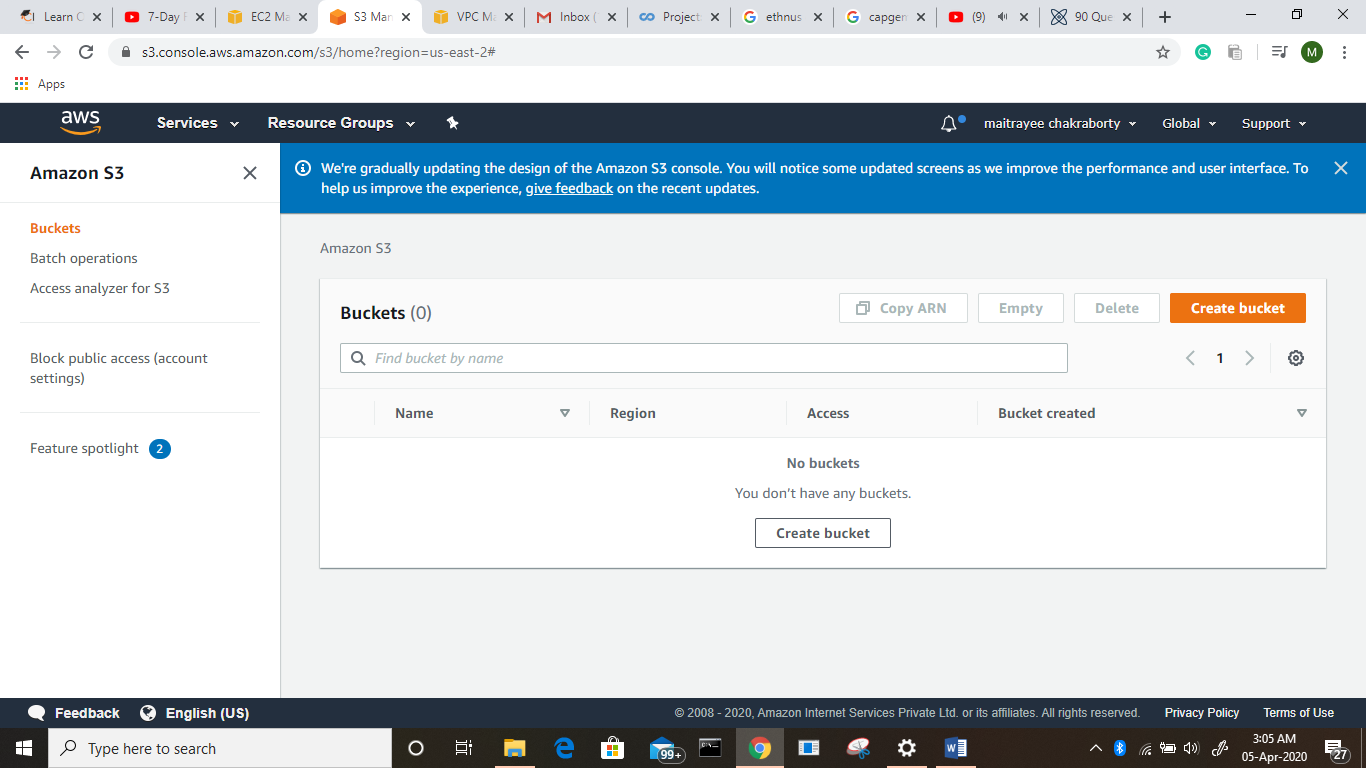 Learn C
7-Day F
EC2 Ma
S3 Man
VPC Ma
Inbox (
Project
ethnus
capgen
(9)
90 Que
s3.console.aws.amazon.com/s3/home?region=us-east-2#
M
Apps
aws
Services
Resource Groups
maitrayee chakraborty
Global
Support
Amazon S3
We're gradually updating the design of the Amazon S3 console. You will notice some updated screens as we improve the performance and user interface. To
help us improve the experience, give feedback on the recent updates.
Buckets
Batch operations
Access analyzer for S3
Block public access (account
settings)
Feature spotlight 2
Amazon S3
Buckets (0)
Copy ARN
Empty
Delete
Create bucket
Find bucket by name
1
Name
Region
Access
Bucket created
No buckets
You don't have any buckets.
Create bucket
Feedback
English (US)
© 2008 - 2020, Amazon Internet Services Private Ltd. or its affiliates. All rights reserved.
Privacy Policy
Terms of Use
Type here to search
99+
3:05 AM
05-Apr-2020
27